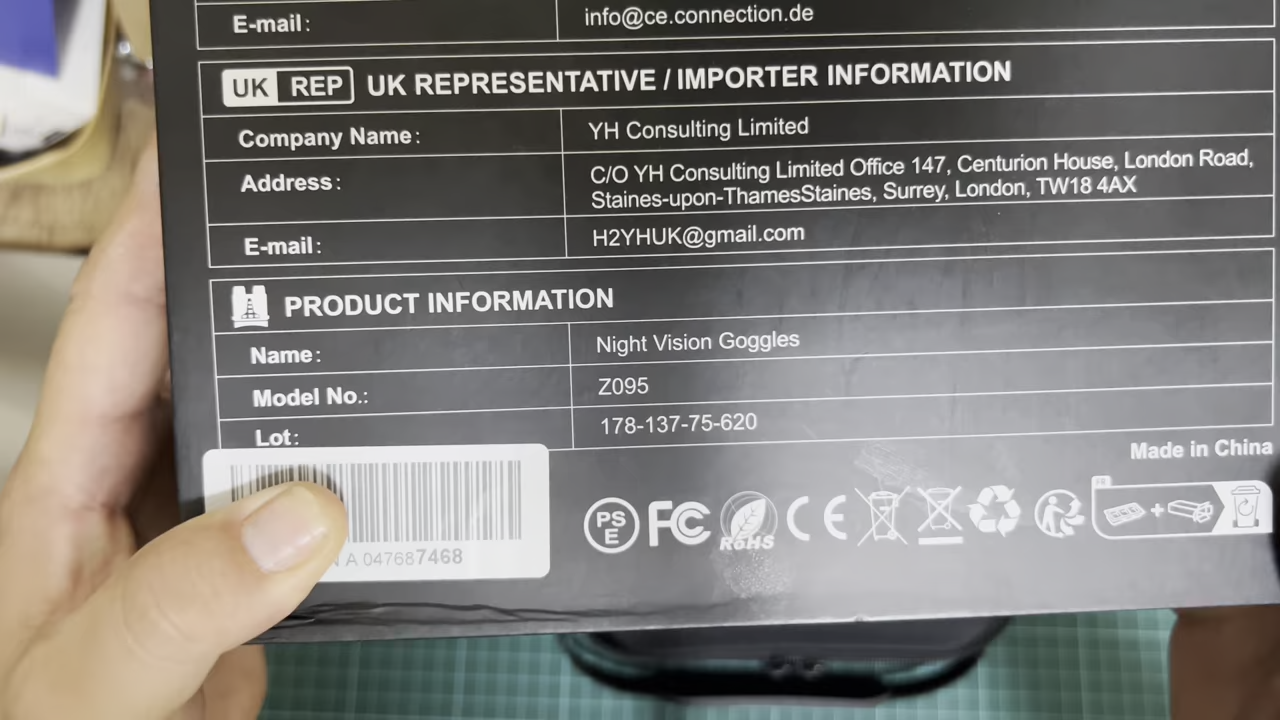 E-mail: info@ce.connection.de
UK REP UK REPRESENTATIVE / IMPORTER INFORMATION
Company Name: YH Consulting Limited
Address: C/O YH Consulting Limited Office 147, Centurion House, London Road,
Staines-upon-ThamesStaines, Surrey, London, TW18 4AX
E-mail: H2YHUK@gmail.com
PRODUCT INFORMATION
Name: Night Vision Goggles
Model No.: Z095
Lot: 178-137-75-620
Made in China
PS
E
FC
RoHS
CE
FR
A 047687468